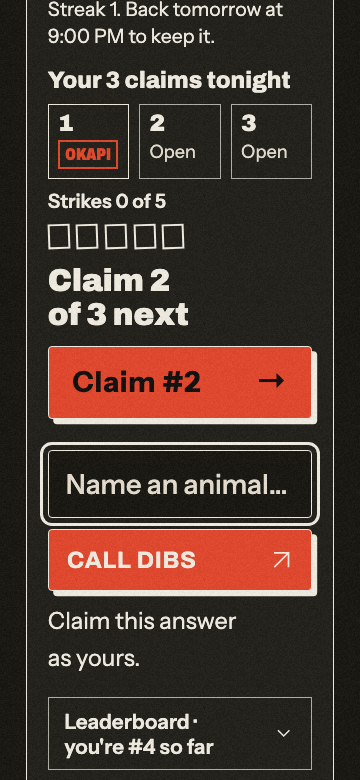 Streak 1. Back tomorrow at
9:00 PM to keep it.
Your 3 claims tonight
1
OKAPI
2
Open
3
Open
Strikes 0 of 5
Claim 2
of 3 next
Claim #2 →
Name an animal...
CALL DIBS
Claim this answer
as yours.
Leaderboard ·
you're #4 so far